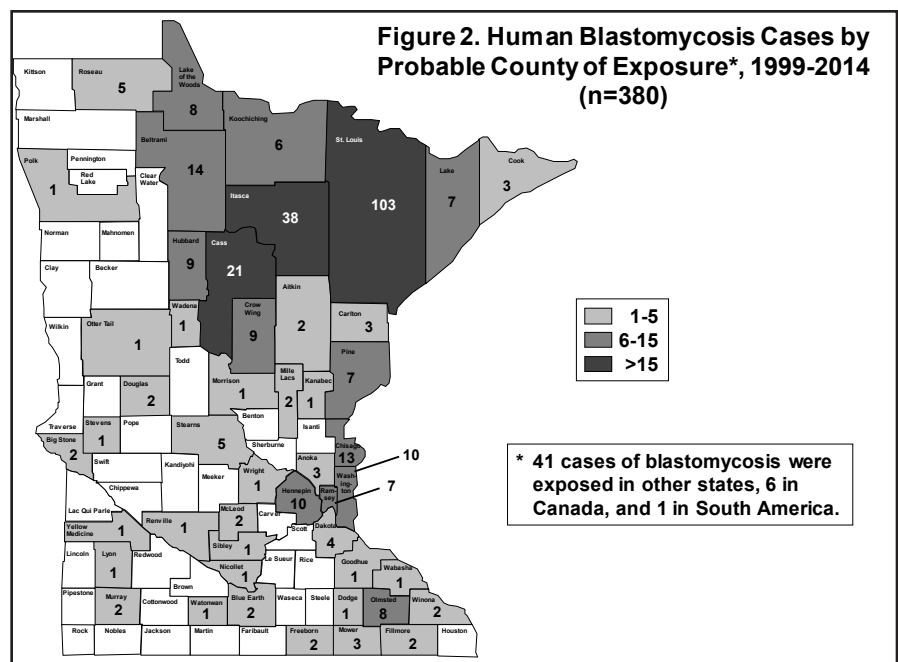 Figure 2. Human Blastomycosis Cases by
Probable County of Exposure*, 1999-2014
(n=380)
Kittson
Roseau
5
Lake
of the
Woods
8
Marshall
Koochiching
6
St. Louis
103
Beltrami
14
Polk
1
Pennington
Red
Lake
Clear
Water
Itasca
38
Lake
7
Cook
3
Norman
Mahnomen
Hubbard
9
Cass
21
Clay
Becker
Aitkin
2
Wadena
1
Crow
Wing
9
Carlton
3
1-5
6-15
>15
Wilkin
Otter Tail
1
Todd
Pine
7
Mille
Lacs
2
Kanabec
1
Grant
Douglas
2
Morrison
1
Benton
Isanti
Traverse
Stevens
1
Pope
Stearns
5
Sherburne
Chisago
13
Big Stone
2
Anoka
3
Wash-
ing-
ton
10
Swift
Kandiyohi
Meeker
Wright
1
Hennepin
10
Ram-
sey
7
Chippewa
Lac Qui Parle
McLeod
2
Carver
Scott
Dakota
4
Yellow
Medicine
1
Renville
1
Sibley
1
Lincoln
Lyon
1
Redwood
Nicollet
1
Le Sueur
Rice
Goodhue
1
Wabasha
1
Brown
Pipestone
Murray
2
Cottonwood
Watonwan
1
Blue Earth
2
Waseca
Steele
Dodge
1
Olmsted
8
Winona
2
Rock
Nobles
Jackson
Martin
Faribault
Freeborn
2
Mower
3
Fillmore
2
Houston
* 41 cases of blastomycosis were
exposed in other states, 6 in
Canada, and 1 in South America.